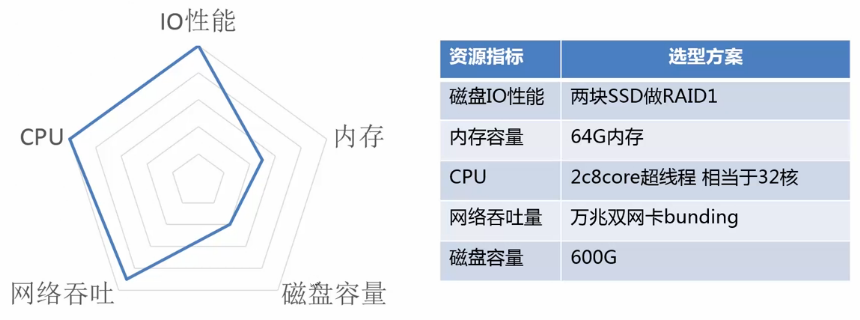 IO性能
CPU
内存
网络吞吐
磁盘容量
资源指标 选型方案
磁盘IO性能 两块SSD做RAID1
内存容量 64G内存
CPU 2c8core超线程 相当于32核
网络吞吐量 万兆双网卡bunding
磁盘容量 600G